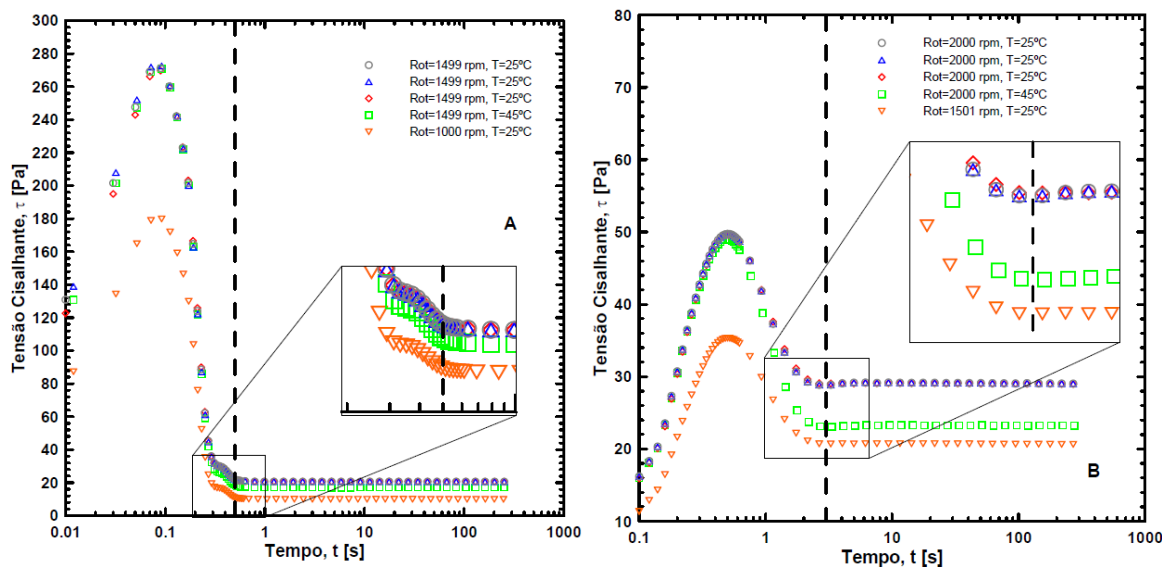 300
280
260
240
220
200
180
160
140
120
100
80
60
40
20
0
Tensão Cisalhante, τ [Pa]
Rot=1499 rpm, T=25ºC
Rot=1499 rpm, T=25ºC
Rot=1499 rpm, T=25ºC
Rot=1499 rpm, T=45ºC
Rot=1000 rpm, T=25ºC
A
0.01
0.1
1
10
100
1000
Tempo, t [s]
80
70
60
50
40
30
20
10
Tensão Cisalhante, τ [Pa]
Rot=2000 rpm, T=25ºC
Rot=2000 rpm, T=25ºC
Rot=2000 rpm, T=25ºC
Rot=2000 rpm, T=45ºC
Rot=1501 rpm, T=25ºC
B
0.1
1
10
100
1000
Tempo, t [s]